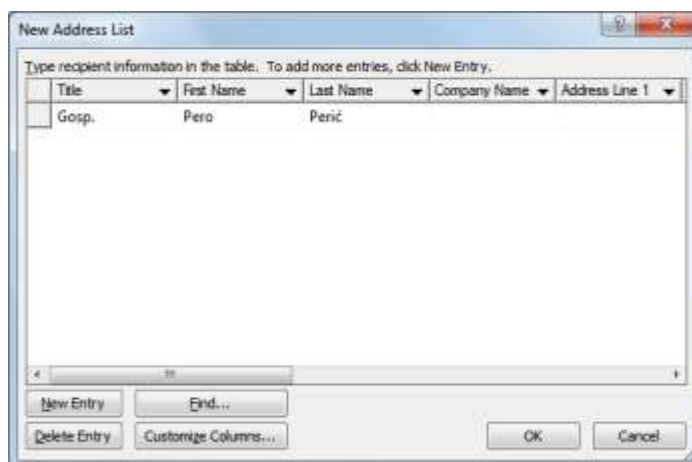 New Address List
Type recipient information in the table. To add more entries, click New Entry.
Title First Name Last Name Company Name Address Line 1
Gosp. Pero Perić
New Entry Find...
Delete Entry Customize Columns... OK Cancel